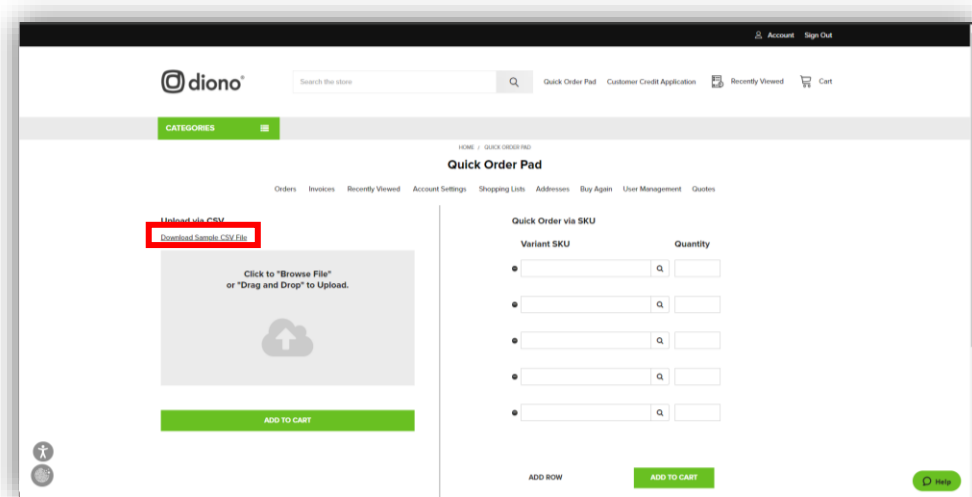 Account Sign Out
diono
Search the store
Quick Order Pad Customer Credit Application Recently Viewed Cart
CATEGORIES
HOME / QUICK ORDER PAD
Quick Order Pad
Orders Invoices Recently Viewed Account Settings Shopping Lists Addresses Buy Again User Management Quotes
Upload via CSV
Download Sample CSV File
Click to "Browse File"
or "Drag and Drop" to Upload.
ADD TO CART
Quick Order via SKU
Variant SKU Quantity
ADD ROW ADD TO CART
Help